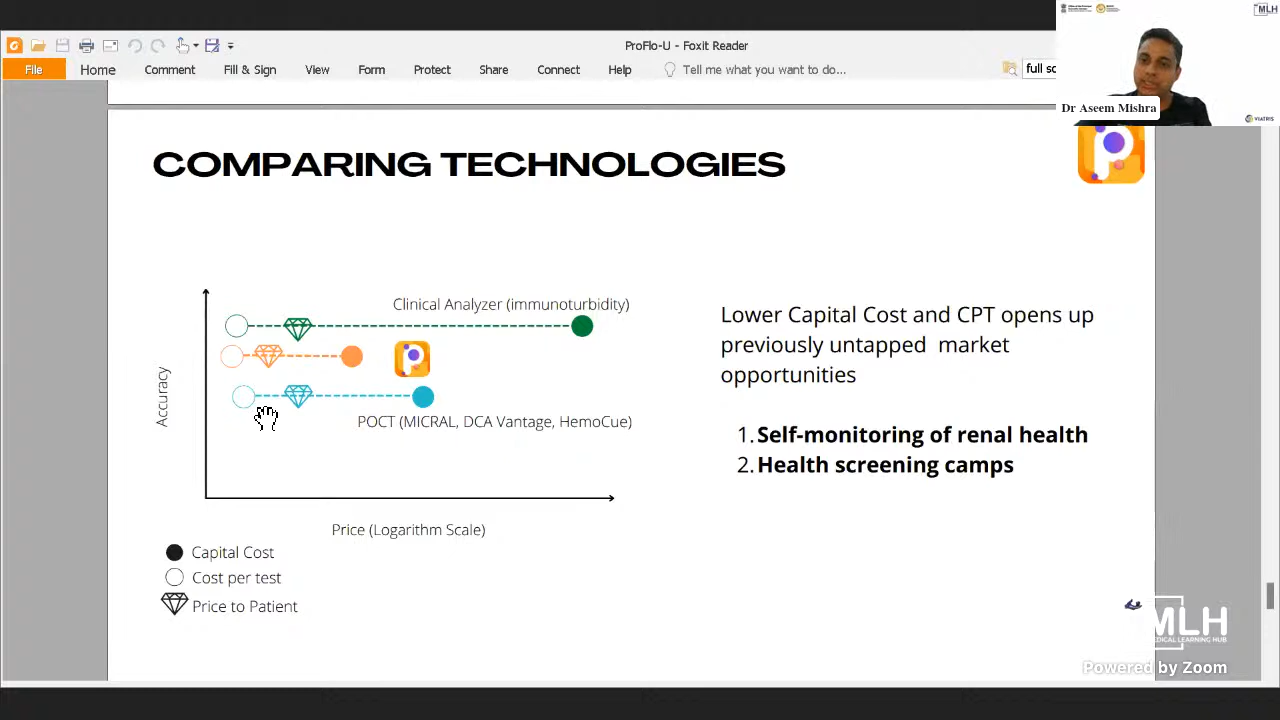 MLH
ProFlo-U - Foxit Reader
File Home Comment Fill & Sign View Form Protect Share Connect Help Tell me what you want to do... full sc
Dr Aseem Mishra
VIATRIS
COMPARING TECHNOLOGIES
P
Clinical Analyzer (immunoturbidity)
P
POCT (MICRAL, DCA Vantage, HemoCue)
Accuracy
Price (Logarithm Scale)
Capital Cost
Cost per test
Price to Patient
Lower Capital Cost and CPT opens up
previously untapped market
opportunities
1. Self-monitoring of renal health
2. Health screening camps
MLH
MEDICAL LEARNING HUB
Powered by Zoom